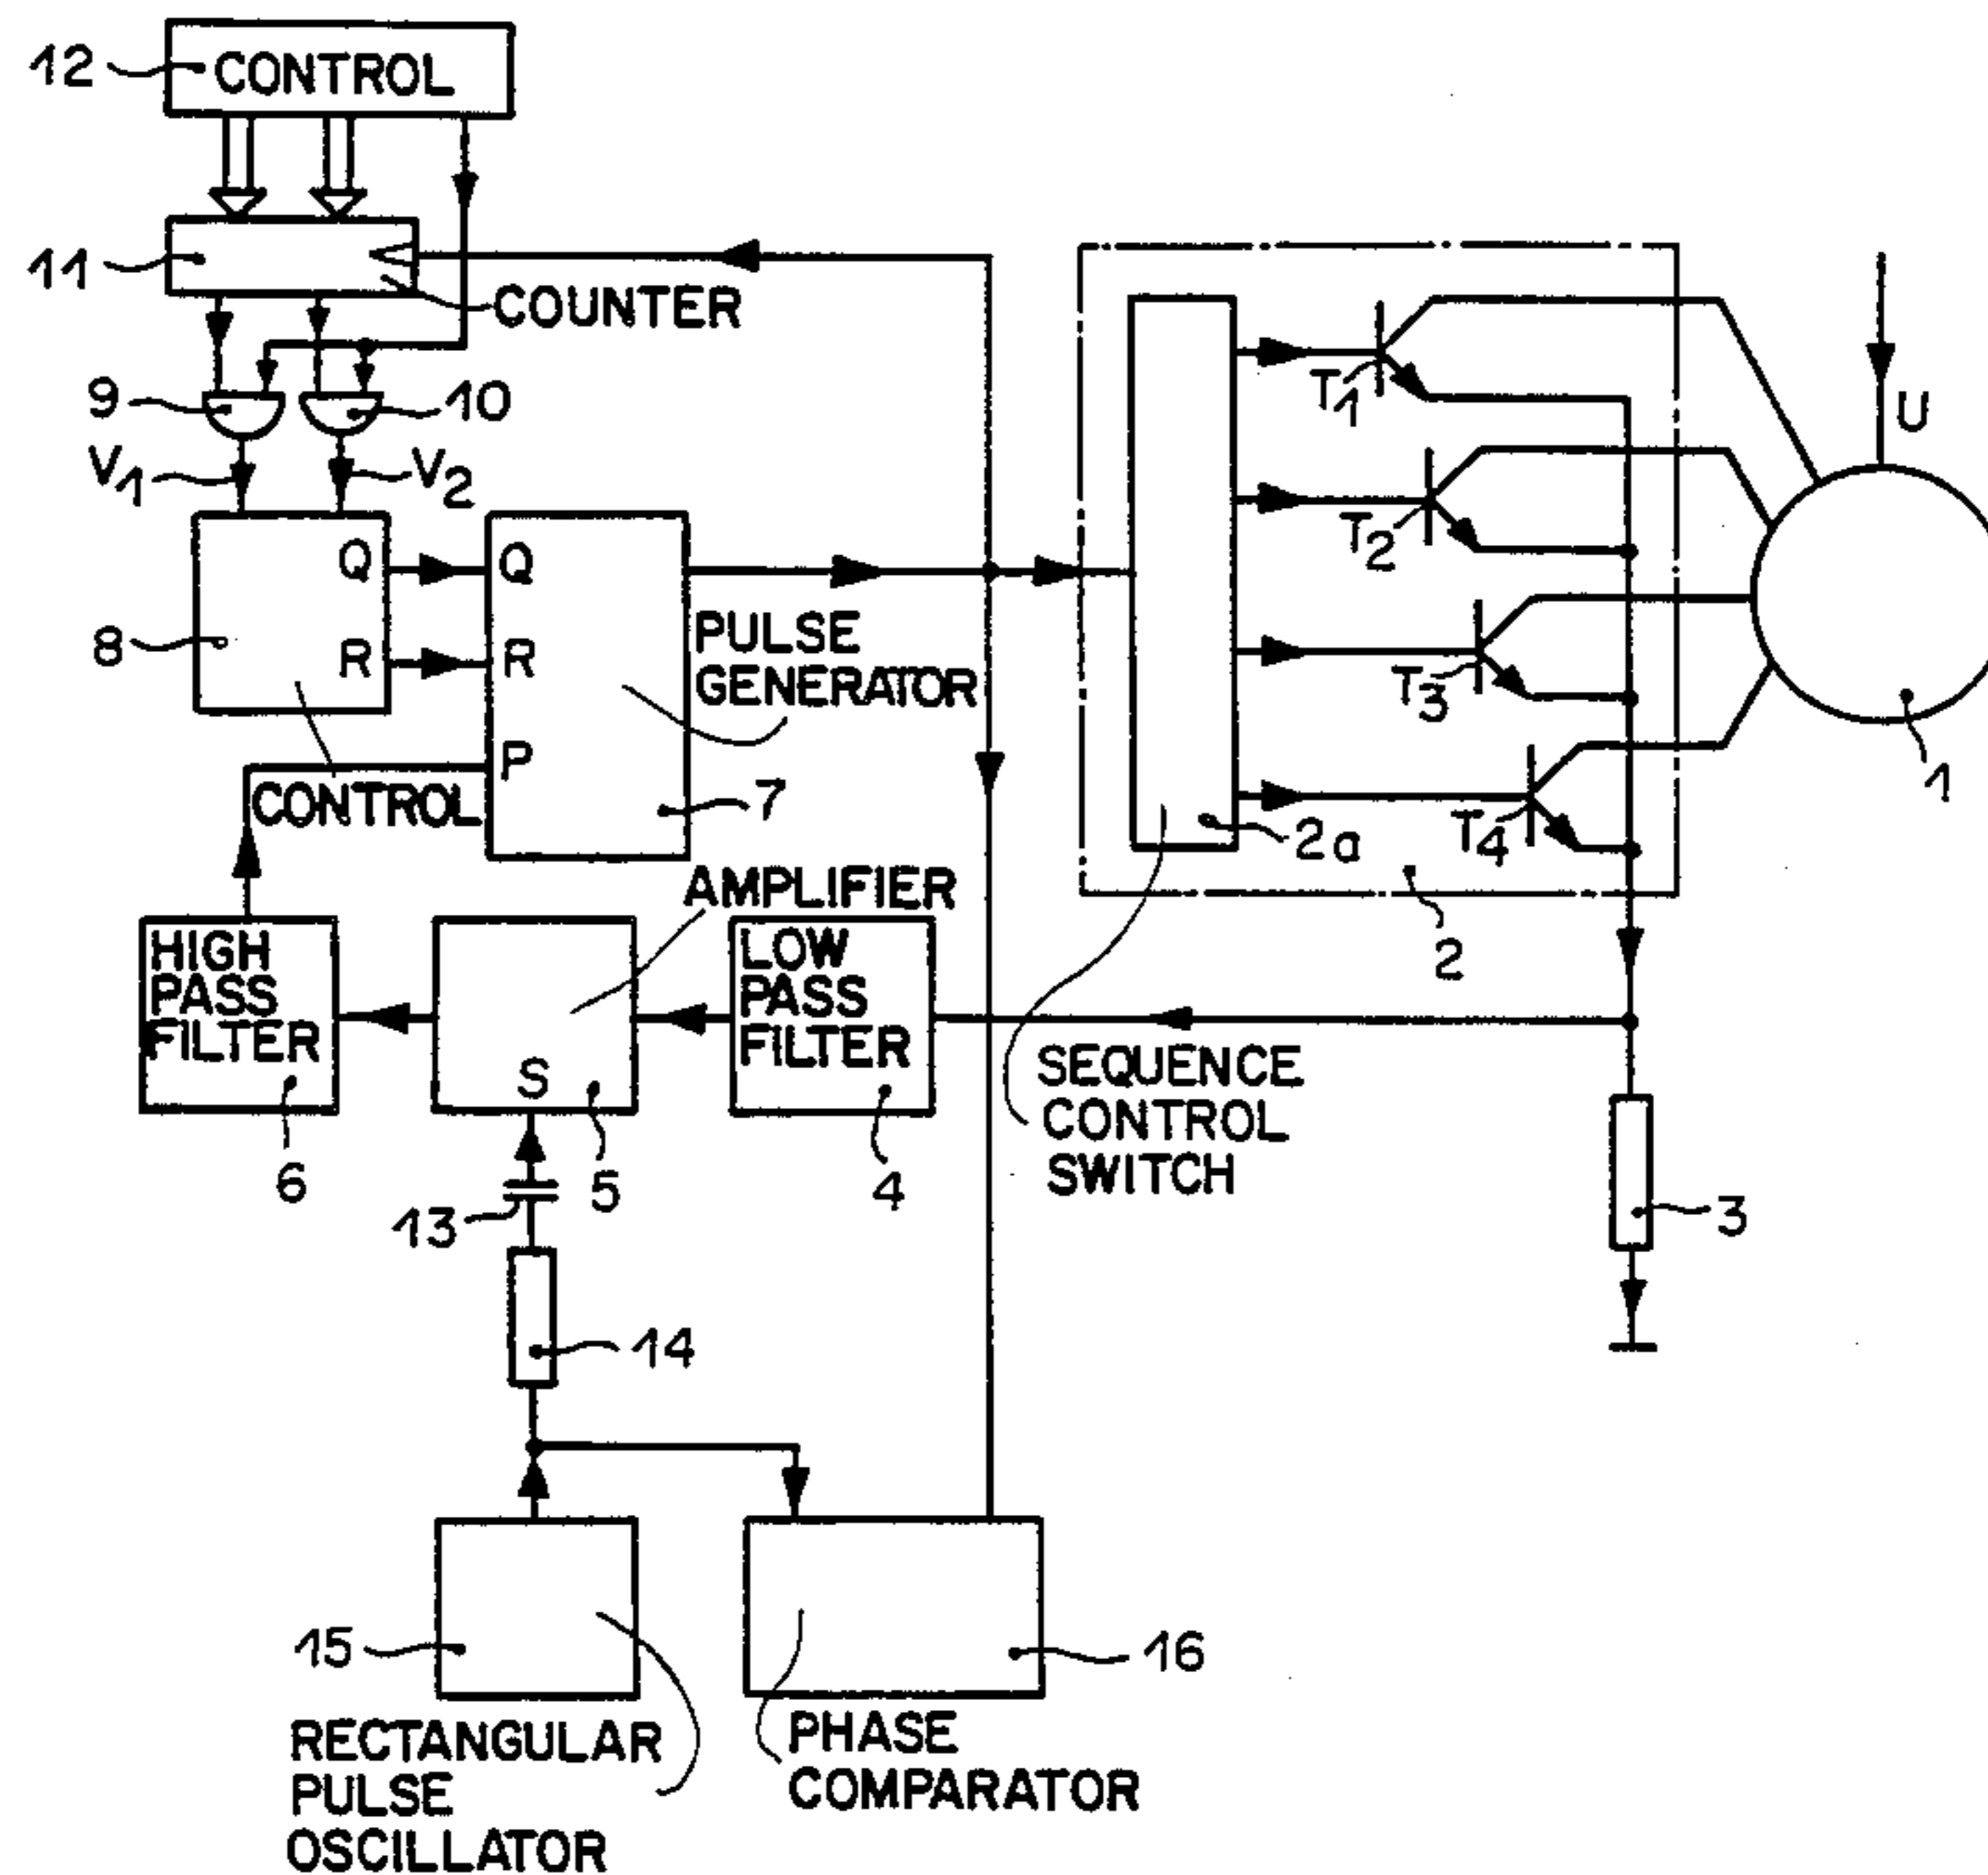 12
CONTROL
11
COUNTER
9
10
V1
V2
Q
R
8
CONTROL
Q
R
P
PULSE
GENERATOR
7
T1
T2
T3
T4
2a
2
U
1
HIGH
PASS
FILTER
6
AMPLIFIER
S
5
LOW
PASS
FILTER
4
SEQUENCE
CONTROL
SWITCH
3
13
14
15
16
RECTANGULAR
PULSE
OSCILLATOR
PHASE
COMPARATOR